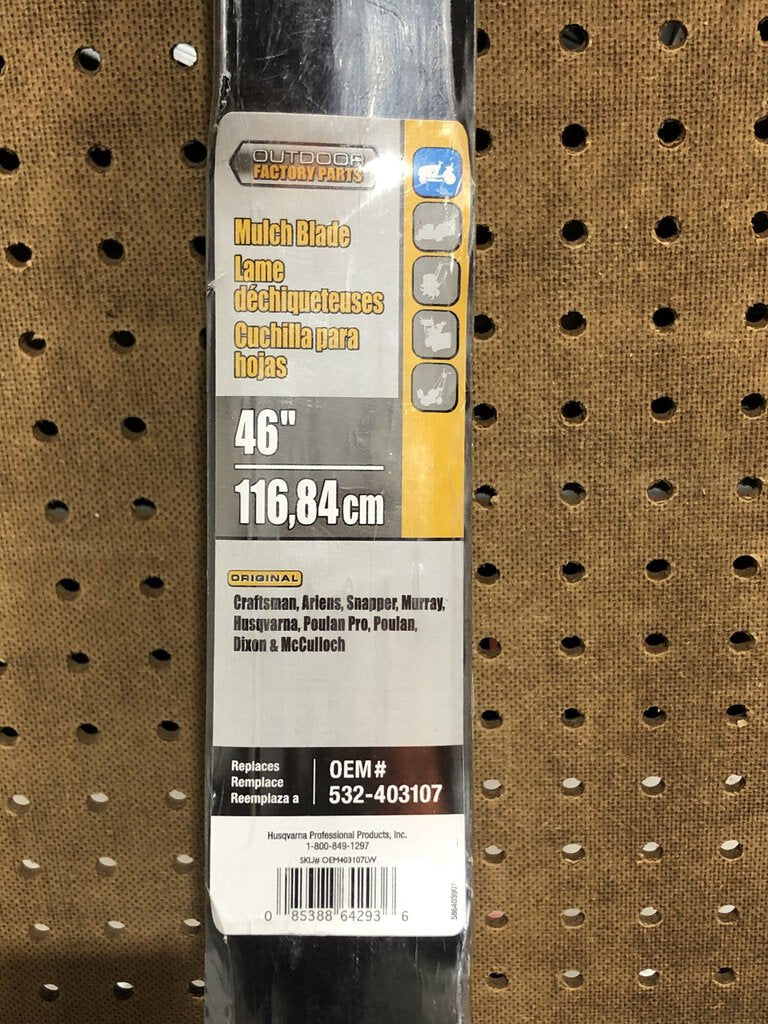 OUTDOOR
FACTORY PARTS
Mulch Blade
Lame
déchiqueteuses
Cuchilla para
hojas
46"
116,84cm
ORIGINAL
Craftsman, Ariens, Snapper, Murray,
Husqvarna, Poulan Pro, Poulan,
Dixon & McCulloch
Replaces
Remplace
Reemplaza a
OEM#
532-403107
Husqvarna Professional Products, Inc.
1-800-849-1297
SKU# OEM403107LW
0 85388 64293 6
586403901